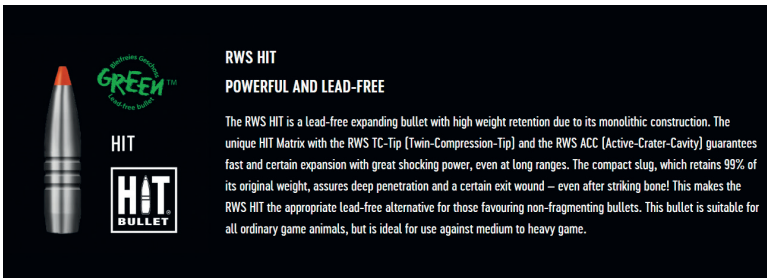 RWS HIT
POWERFUL AND LEAD-FREE
Bleifreies Geschoss
GREEN™
Lead-free bullet
HIT
HIT®
BULLET
The RWS HIT is a lead-free expanding bullet with high weight retention due to its monolithic construction. The
unique HIT Matrix with the RWS TC-Tip (Twin-Compression-Tip) and the RWS ACC (Active-Crater-Cavity) guarantees
fast and certain expansion with great shocking power, even at long ranges. The compact slug, which retains 99% of
its original weight, assures deep penetration and a certain exit wound – even after striking bone! This makes the
RWS HIT the appropriate lead-free alternative for those favouring non-fragmenting bullets. This bullet is suitable for
all ordinary game animals, but is ideal for use against medium to heavy game.